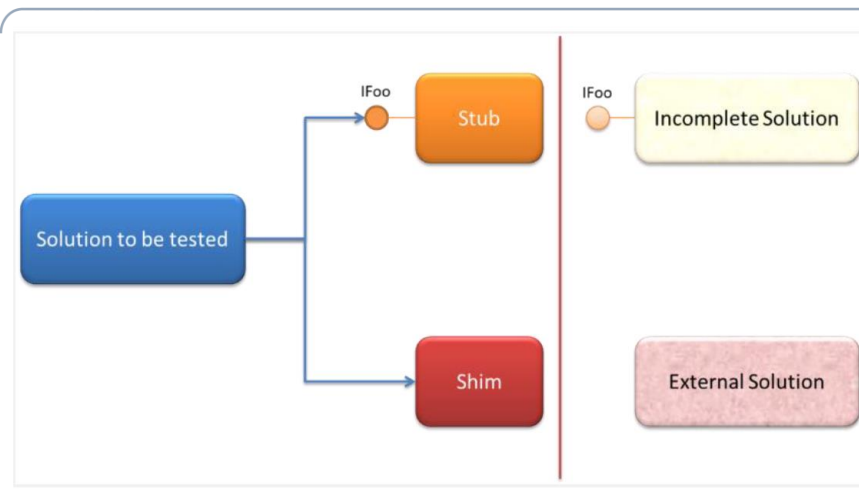 IFoo
Stub
IFoo
Incomplete Solution
Solution to be tested
Shim
External Solution